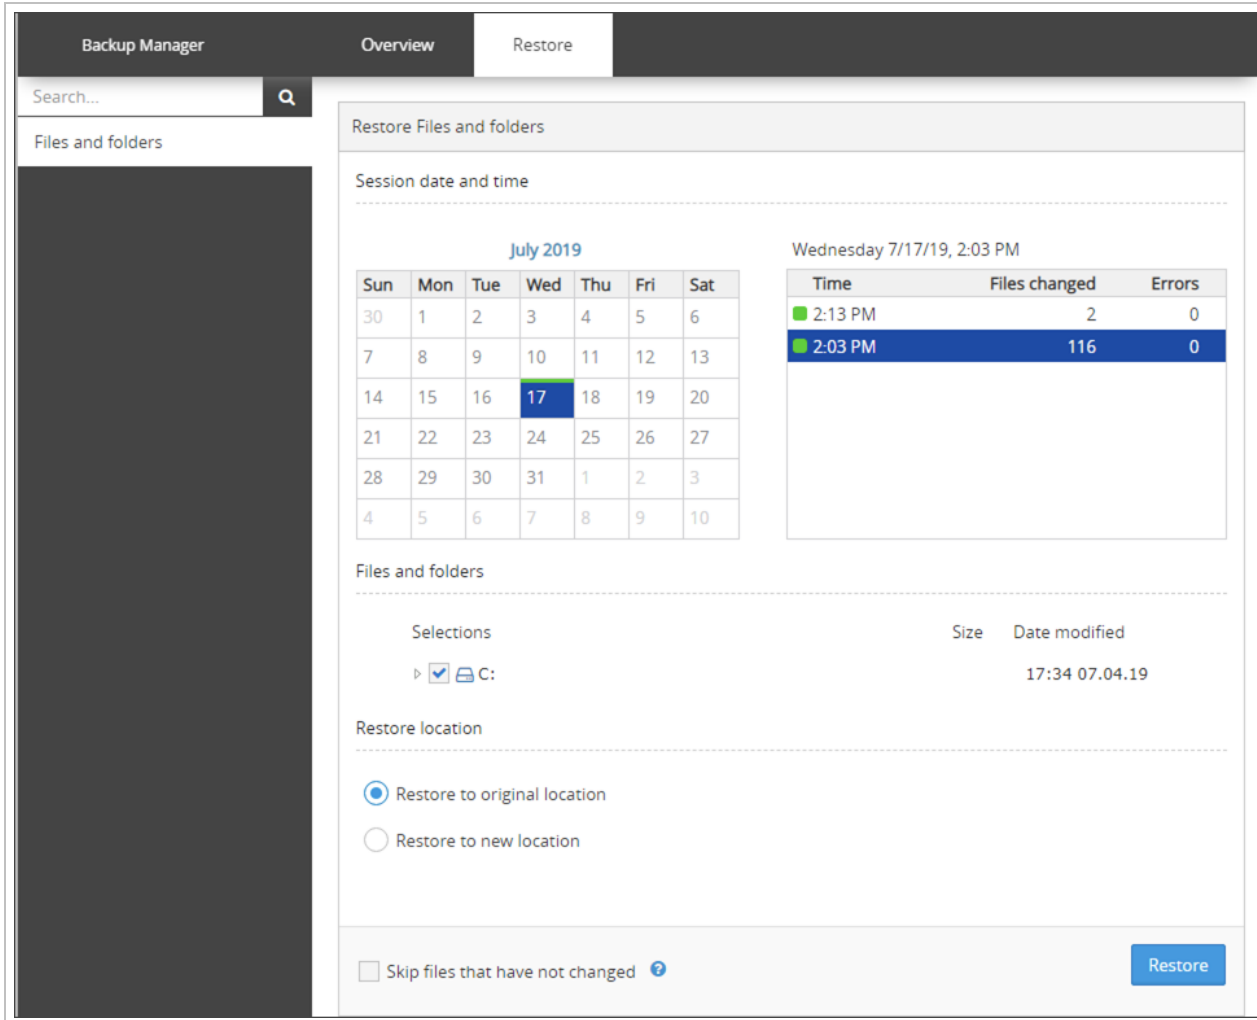 Backup Manager Overview Restore
Search...
Files and folders
Restore Files and folders
Session date and time
July 2019
Sun Mon Tue Wed Thu Fri Sat
30 1 2 3 4 5 6
7 8 9 10 11 12 13
14 15 16 17 18 19 20
21 22 23 24 25 26 27
28 29 30 31 1 2 3
4 5 6 7 8 9 10
Wednesday 7/17/19, 2:03 PM
Time Files changed Errors
2:13 PM 2 0
2:03 PM 116 0
Files and folders
Selections Size Date modified
C: 17:34 07.04.19
Restore location
Restore to original location
Restore to new location
Skip files that have not changed ?
Restore